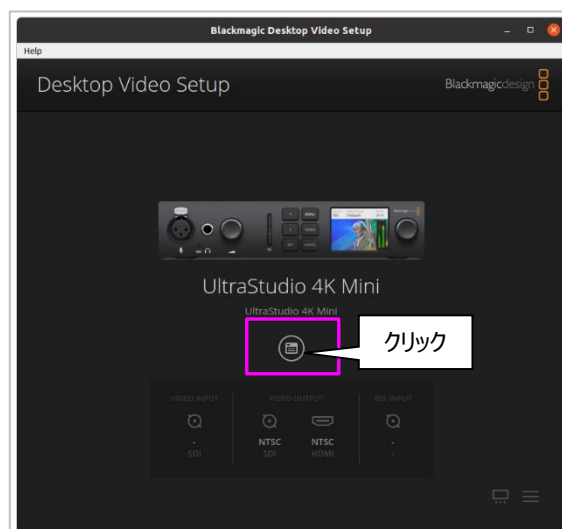 Blackmagic Desktop Video Setup
Help
Desktop Video Setup
Blackmagicdesign
UltraStudio 4K Mini
UltraStudio 4K Mini
クリック
VIDEO INPUT
VIDEO OUTPUT
REF INPUT
-
NTSC
NTSC
-
SDI
SDI
HDMI
-